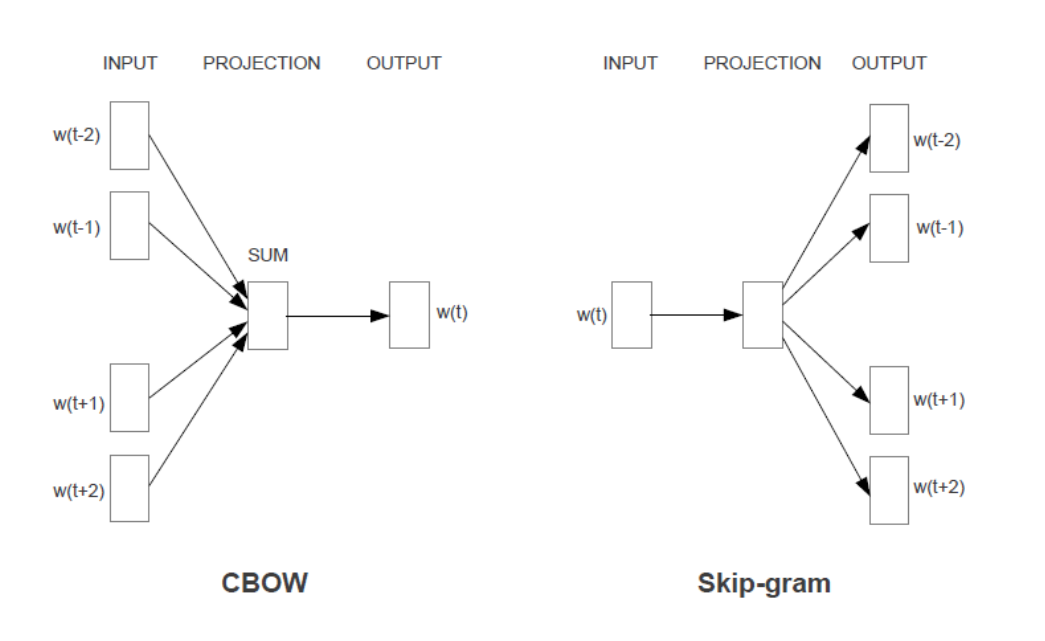 INPUT PROJECTION OUTPUT
w(t-2)
w(t-1)
SUM
w(t)
w(t+1)
w(t+2)
CBOW
INPUT PROJECTION OUTPUT
w(t-2)
w(t-1)
w(t)
w(t+1)
w(t+2)
Skip-gram